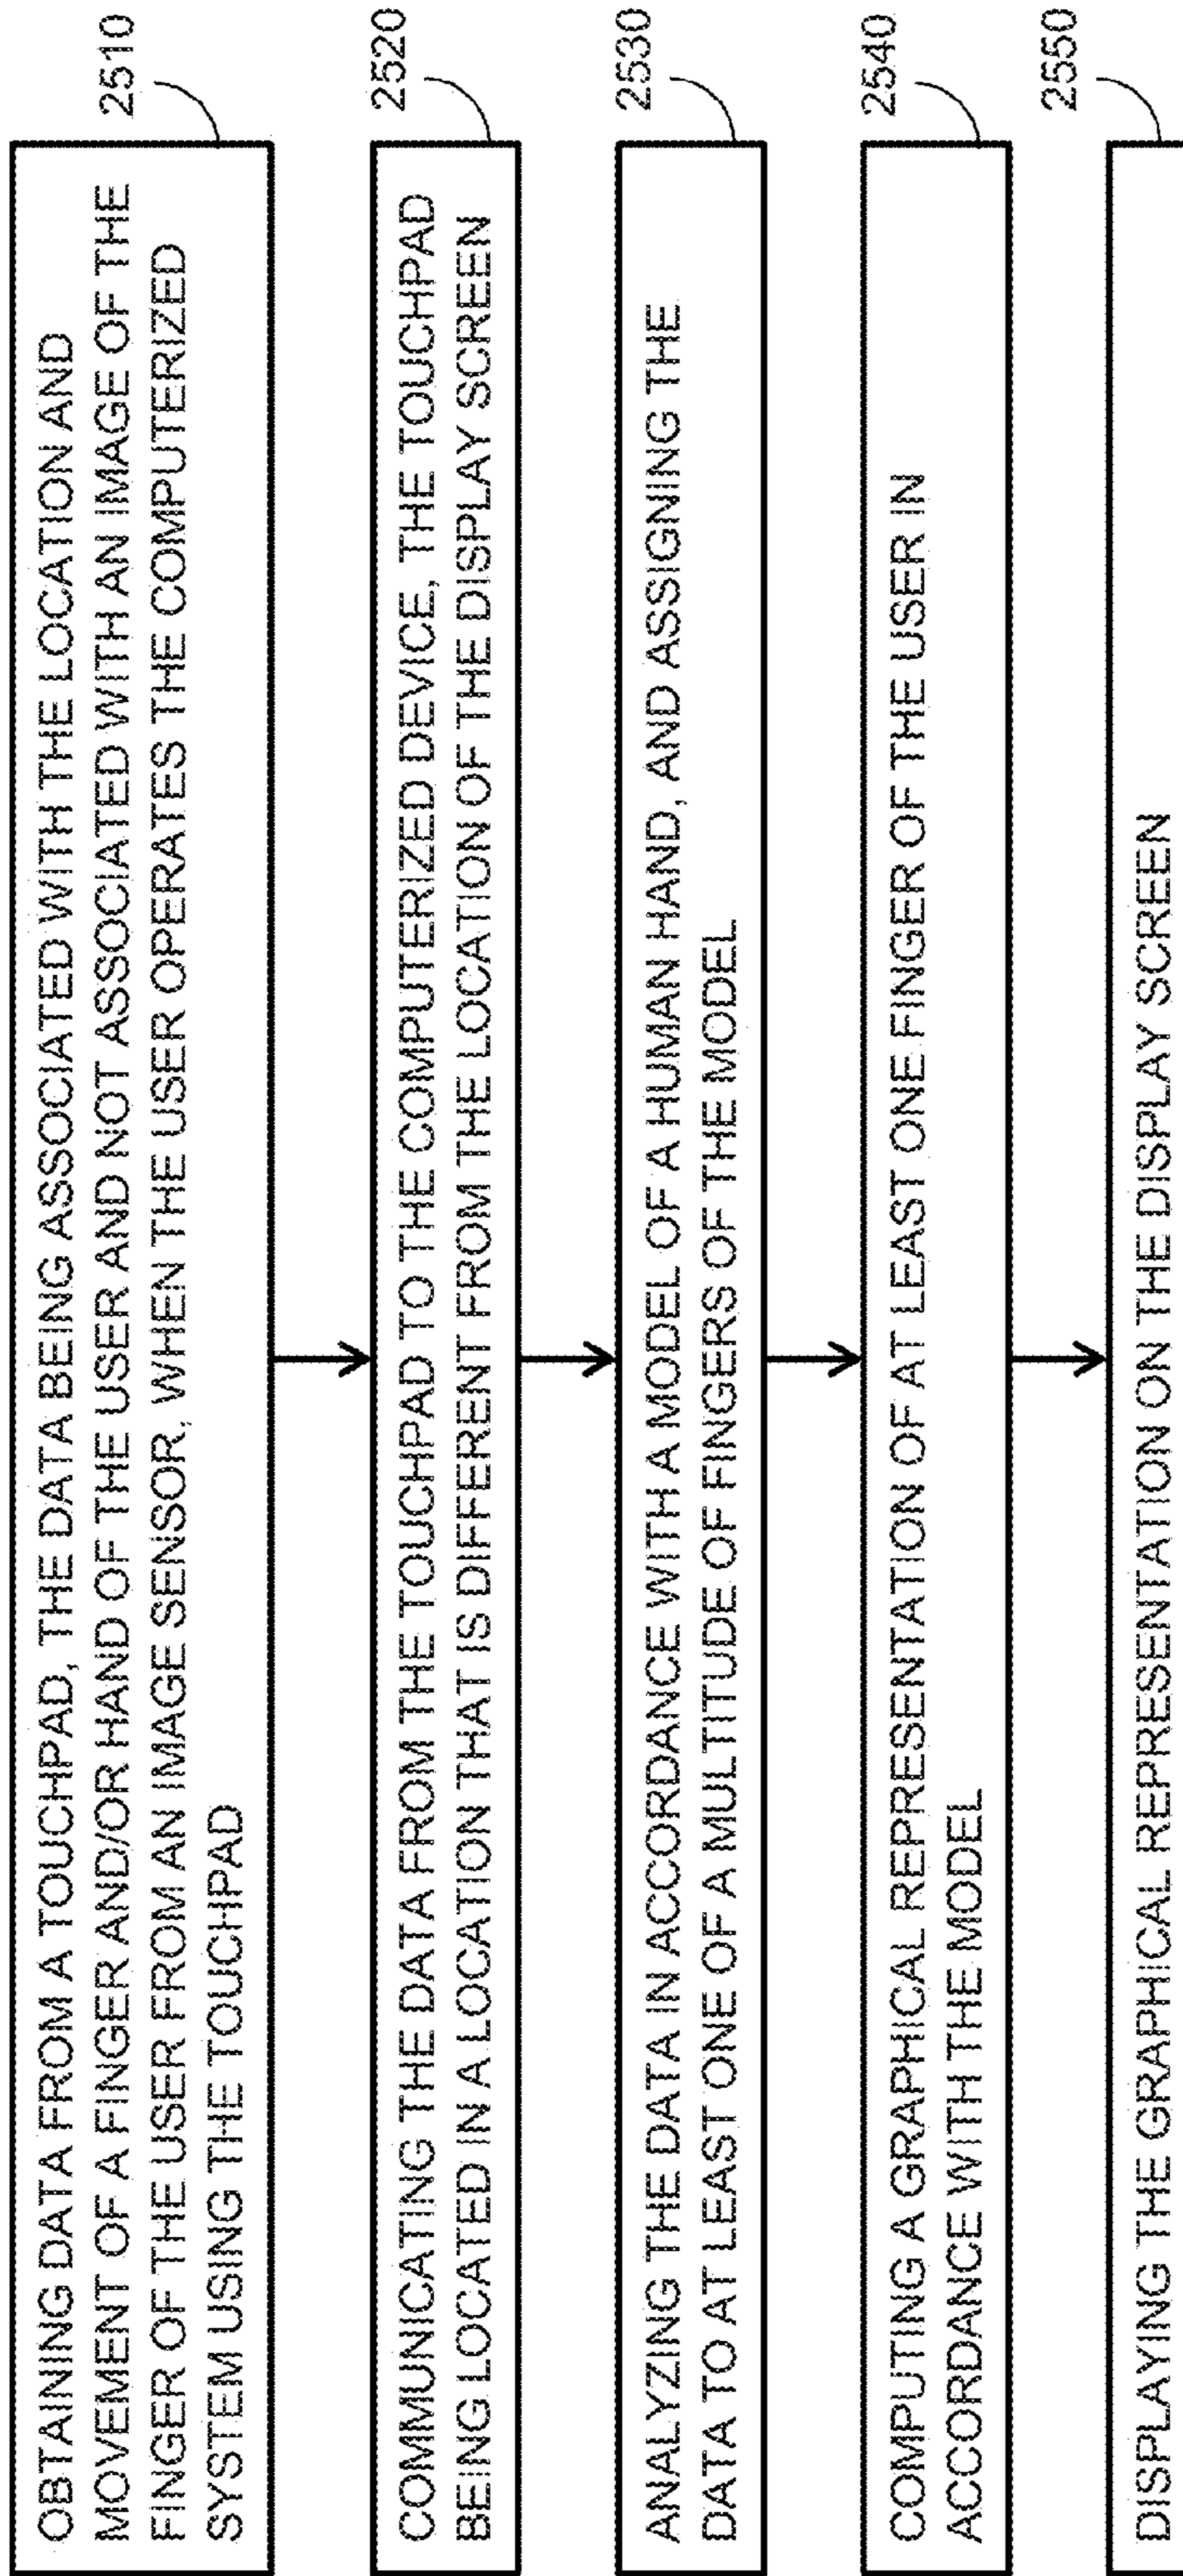 OBTAINING DATA FROM A TOUCHPAD, THE DATA BEING ASSOCIATED WITH THE LOCATION AND
MOVEMENT OF A FINGER AND/OR HAND OF THE USER AND NOT ASSOCIATED WITH AN IMAGE OF THE
FINGER OF THE USER FROM AN IMAGE SENSOR, WHEN THE USER OPERATES THE COMPUTERIZED
SYSTEM USING THE TOUCHPAD
2510
COMMUNICATING THE DATA FROM THE TOUCHPAD TO THE COMPUTERIZED DEVICE, THE TOUCHPAD
BEING LOCATED IN A LOCATION THAT IS DIFFERENT FROM THE LOCATION OF THE DISPLAY SCREEN
2520
ANALYZING THE DATA IN ACCORDANCE WITH A MODEL OF A HUMAN HAND, AND ASSIGNING THE
DATA TO AT LEAST ONE OF A MULTITUDE OF FINGERS OF THE MODEL
2530
COMPUTING A GRAPHICAL REPRESENTATION OF AT LEAST ONE FINGER OF THE USER IN
ACCORDANCE WITH THE MODEL
2540
DISPLAYING THE GRAPHICAL REPRESENTATION ON THE DISPLAY SCREEN
2550